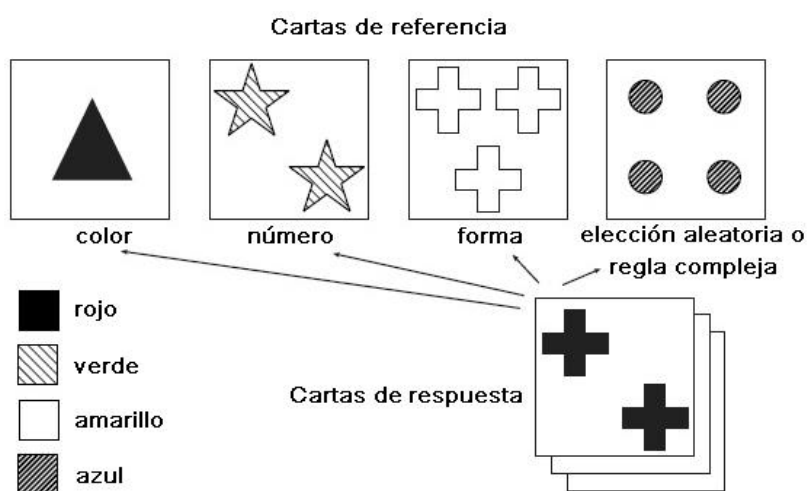 Cartas de referencia
color
número
forma
elección aleatoria o
regla compleja
rojo
verde
amarillo
azul
Cartas de respuesta